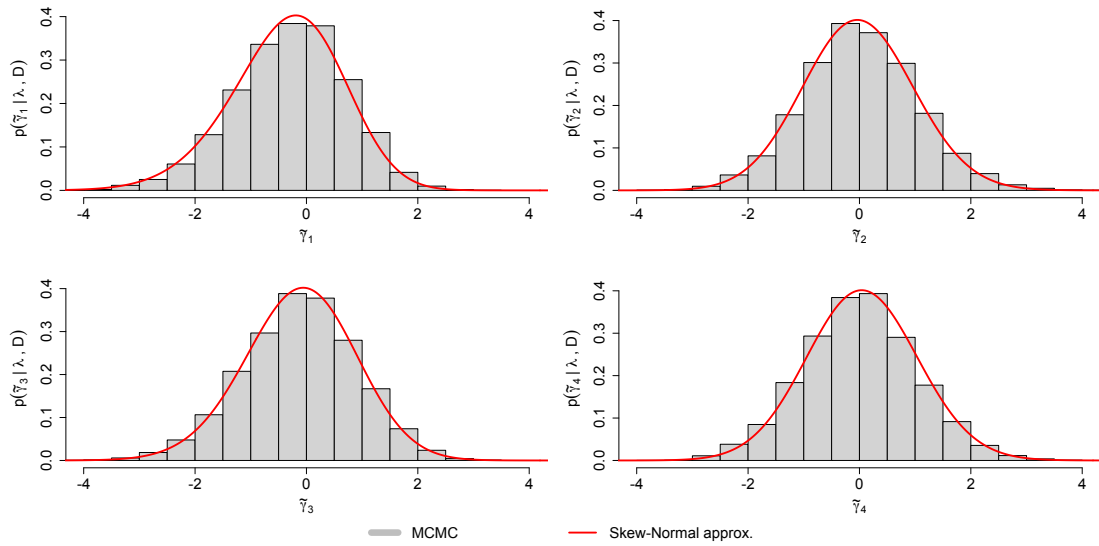 p(γ̃₁ | λ, D)
0.0 0.1 0.2 0.3 0.4
-4 -2 0 2 4
γ̃₁
p(γ̃₂ | λ, D)
0.0 0.1 0.2 0.3 0.4
-4 -2 0 2 4
γ̃₂
p(γ̃₃ | λ, D)
0.0 0.1 0.2 0.3 0.4
-4 -2 0 2 4
γ̃₃
p(γ̃₄ | λ, D)
0.0 0.1 0.2 0.3 0.4
-4 -2 0 2 4
γ̃₄
MCMC
Skew-Normal approx.